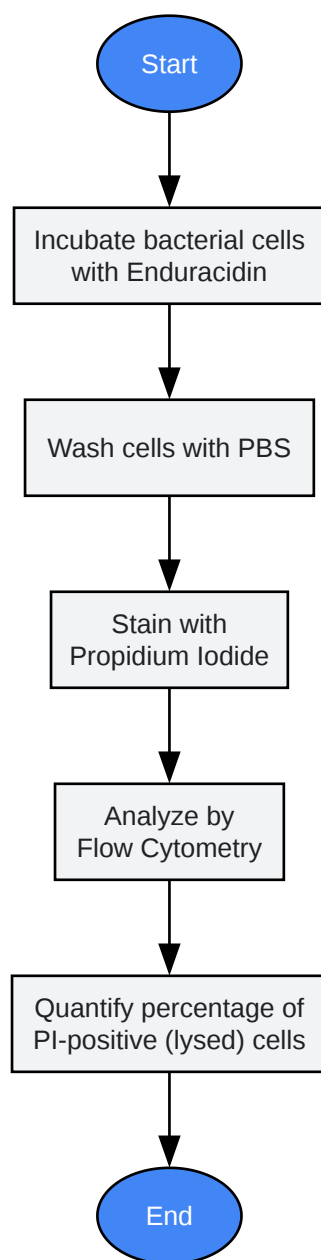 Start
Incubate bacterial cells
with Enduracidin
Wash cells with PBS
Stain with
Propidium Iodide
Analyze by
Flow Cytometry
Quantify percentage of
PI-positive (lysed) cells
End